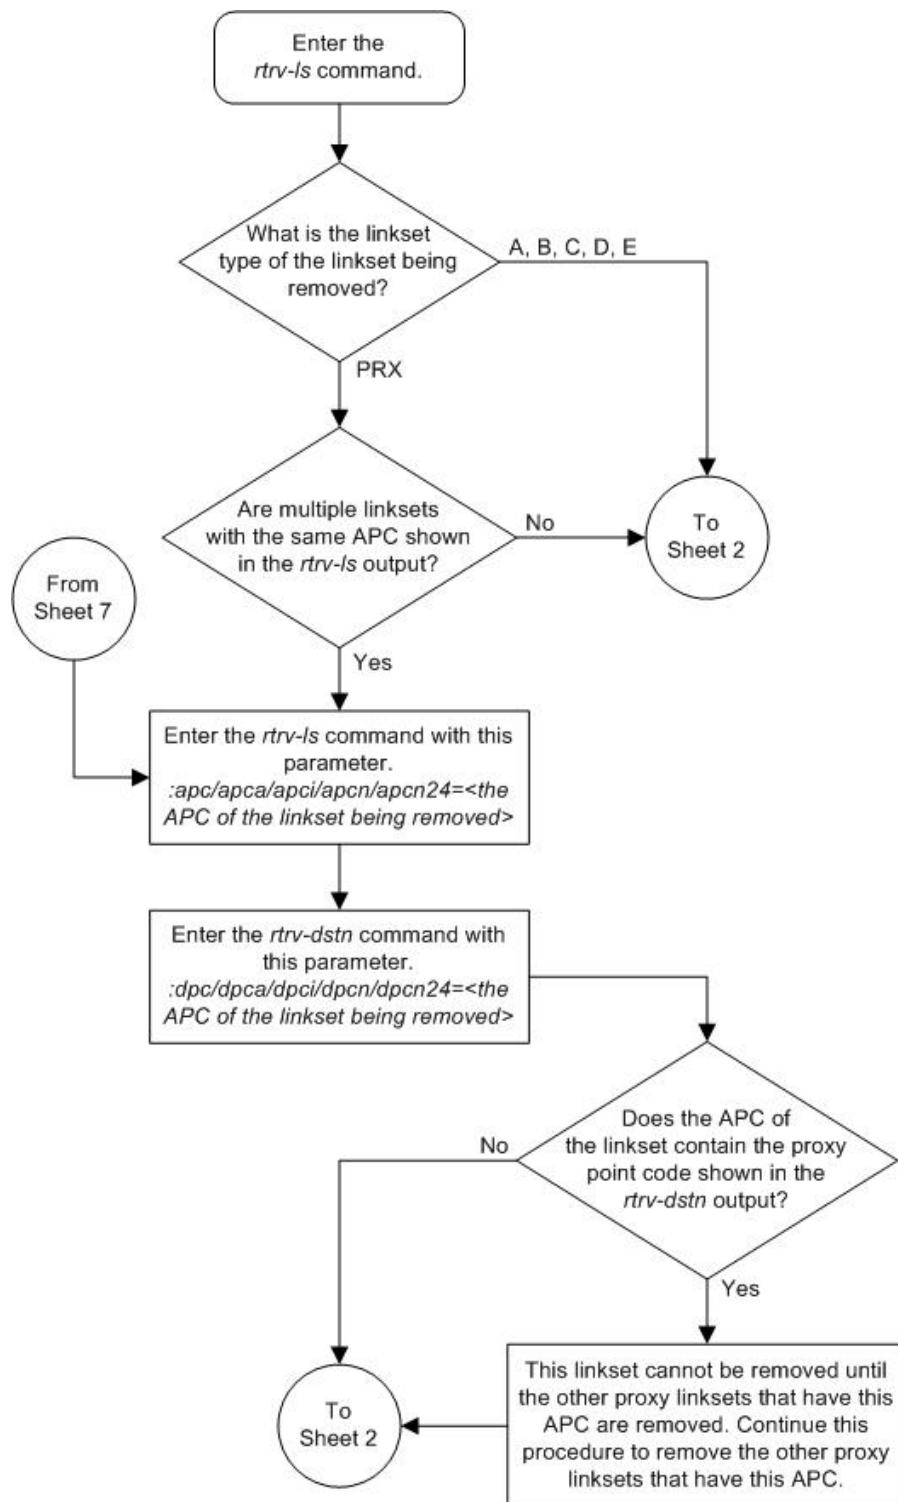 Enter the
rtrv-ls command.
What is the linkset
type of the linkset being
removed?
A, B, C, D, E
PRX
Are multiple linksets
with the same APC shown
in the rtrv-ls output?
No
To
Sheet 2
From
Sheet 7
Yes
Enter the rtrv-ls command with this
parameter.
:apc/apca/apci/apcn/apcn24=<the
APC of the linkset being removed>
Enter the rtrv-dstn command with
this parameter.
:dpc/dpca/dpci/dpcn/dpcn24=<the
APC of the linkset being removed>
Does the APC of
the linkset contain the proxy
point code shown in the
rtrv-dstn output?
No
Yes
This linkset cannot be removed until
the other proxy linksets that have this
APC are removed. Continue this
procedure to remove the other proxy
linksets that have this APC.
To
Sheet 2